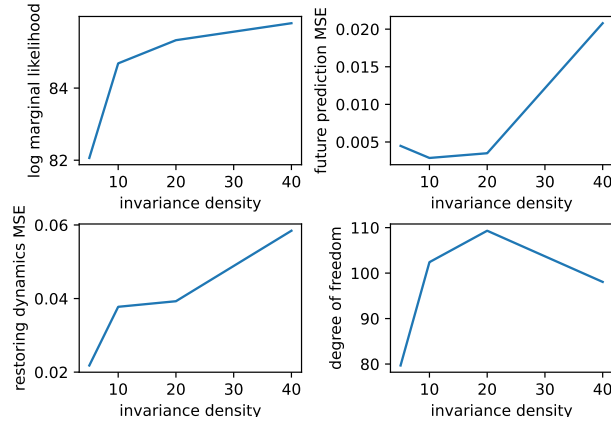 log marginal likelihood
84
82
10 20 30 40
invariance density
future prediction MSE
0.020
0.015
0.010
0.005
10 20 30 40
invariance density
restoring dynamics MSE
0.06
0.04
0.02
10 20 30 40
invariance density
degree of freedom
110
100
90
80
10 20 30 40
invariance density